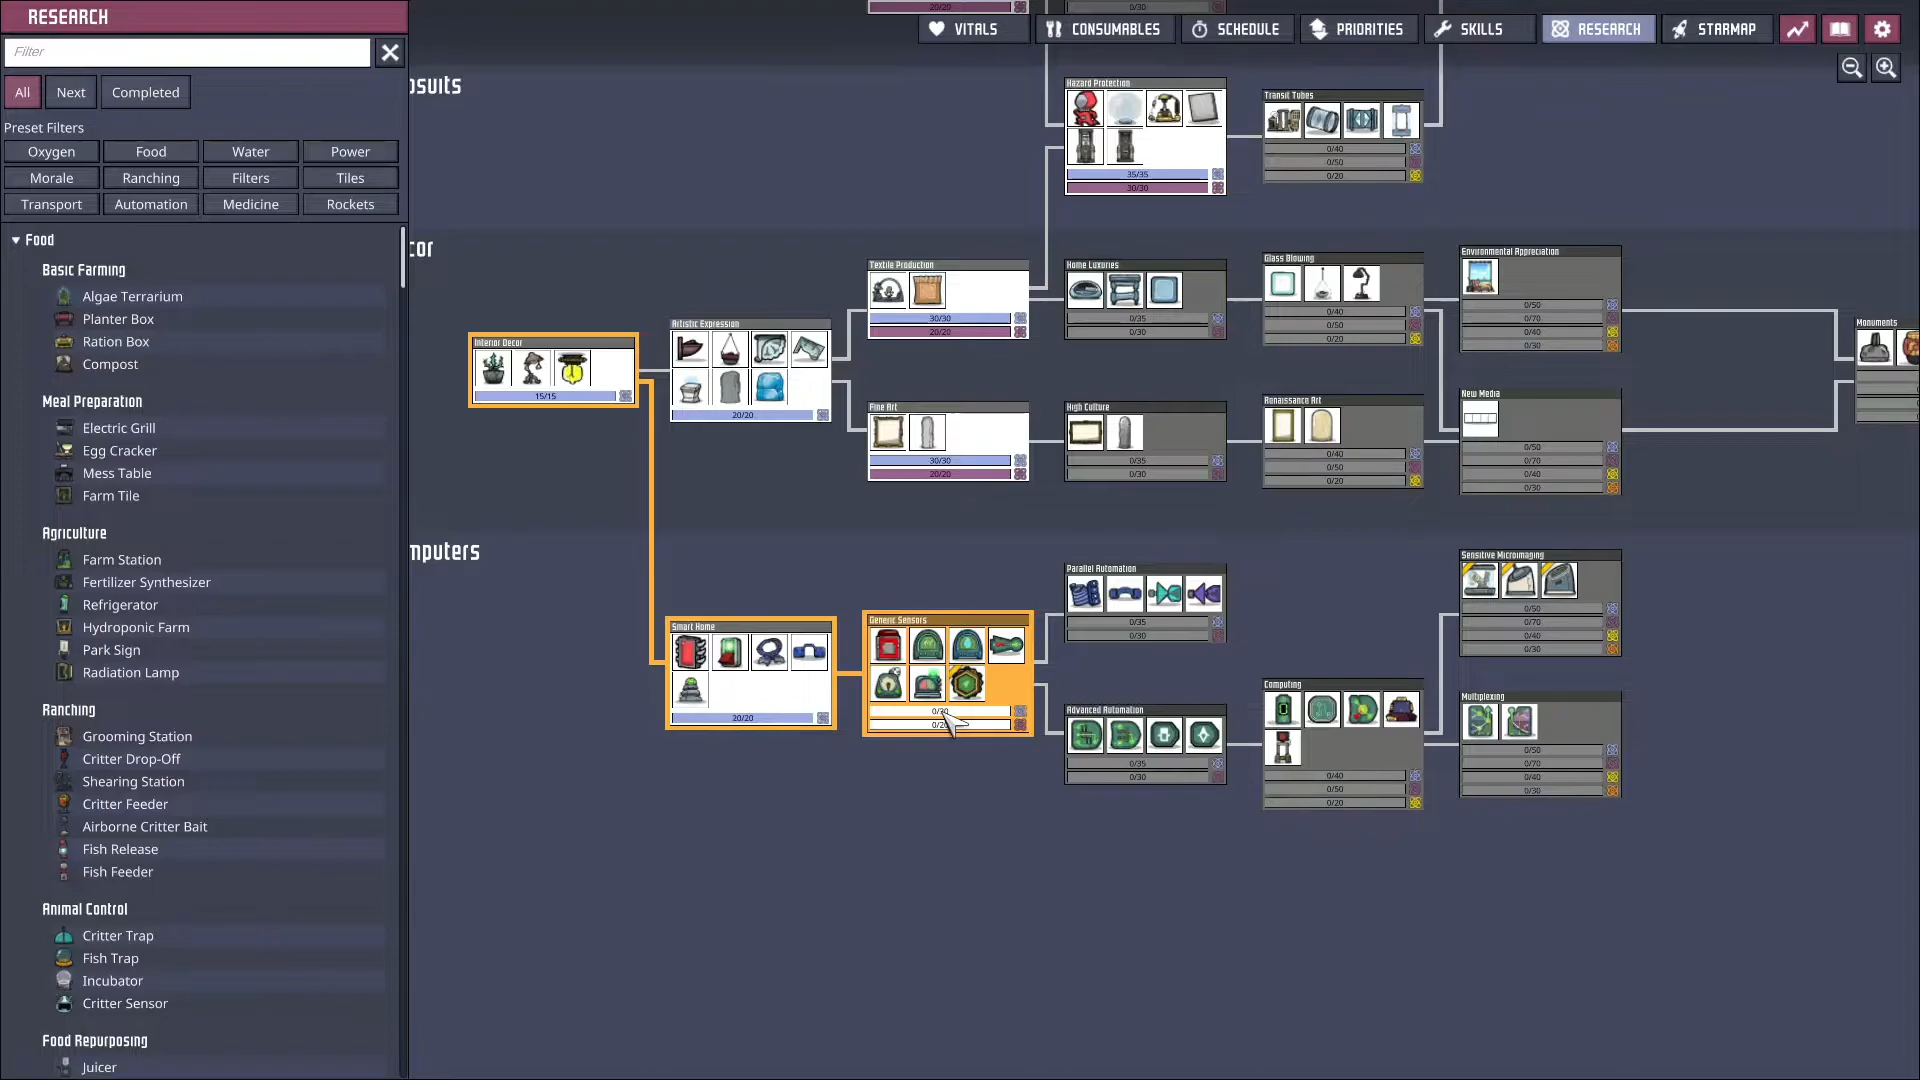 RESEARCH
Filter
All
Next
Completed
Preset Filters
Oxygen
Food
Water
Power
Morale
Ranching
Filters
Tiles
Transport
Automation
Medicine
Rockets
Food
Basic Farming
Algae Terrarium
Planter Box
Ration Box
Compost
Meal Preparation
Electric Grill
Egg Cracker
Mess Table
Farm Tile
Agriculture
Farm Station
Fertilizer Synthesizer
Refrigerator
Hydroponic Farm
Park Sign
Radiation Lamp
Ranching
Grooming Station
Critter Drop-Off
Shearing Station
Critter Feeder
Airborne Critter Bait
Fish Release
Fish Feeder
Animal Control
Critter Trap
Fish Trap
Incubator
Critter Sensor
Food Repurposing
Juicer
VITALS
CONSUMABLES
SCHEDULE
PRIORITIES
SKILLS
RESEARCH
STARMAP
20/20
0/30
osuits
Hazard Protection
35/35
30/30
Transit Tubes
0/40
0/50
0/20
cor
Interior Decor
15/15
Artistic Expression
20/20
Textile Production
30/30
20/20
Home Luxuries
0/35
0/30
Glass Blowing
0/40
0/50
0/20
Environmental Appreciation
0/50
0/70
0/40
0/30
Monuments
Fine Art
30/30
20/20
High Culture
0/35
0/30
Renaissance Art
0/40
0/50
0/20
New Media
0/50
0/70
0/40
0/30
mputers
Smart Home
20/20
Generic Sensors
Parallel Automation
0/35
0/30
Advanced Automation
0/35
0/30
Computing
0/40
0/50
0/20
Sensitive Microimaging
0/50
0/70
0/40
0/30
Multiplexing
0/50
0/70
0/40
0/30